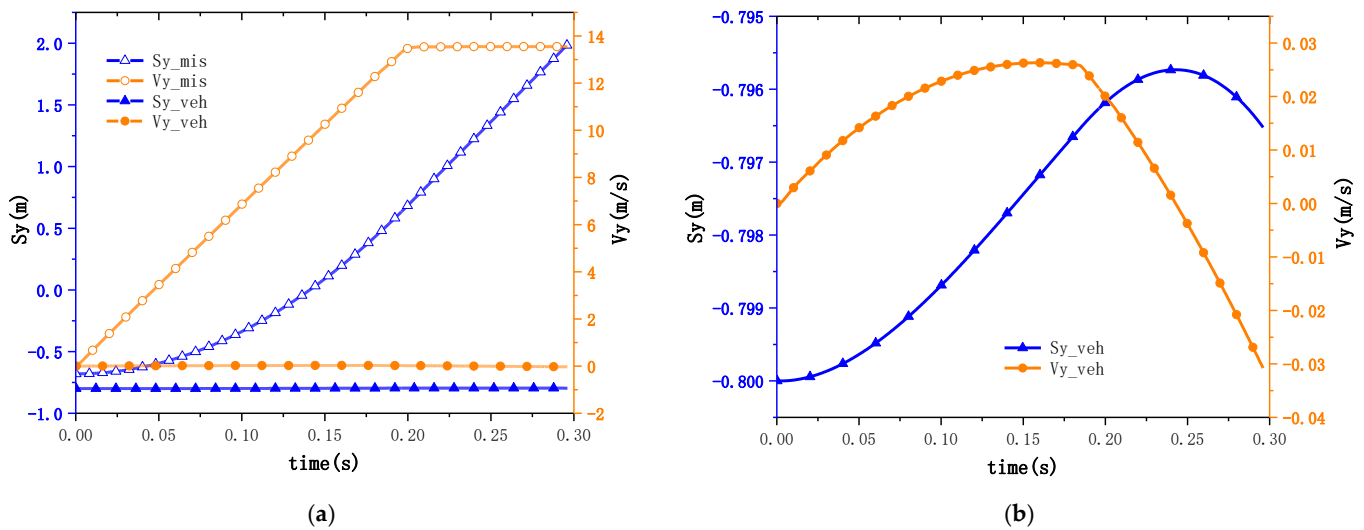 2.0
1.5
1.0
0.5
0.0
-0.5
-1.0
Sy(m)
Sy_mis
Vy_mis
Sy_veh
Vy_veh
14
12
10
8
6
4
2
0
-2
Vy(m/s)
0.00 0.05 0.10 0.15 0.20 0.25 0.30
time(s)
(a)
-0.795
-0.796
-0.797
-0.798
-0.799
-0.800
Sy(m)
Sy_veh
Vy_veh
0.03
0.02
0.01
0.00
-0.01
-0.02
-0.03
-0.04
Vy(m/s)
0.00 0.05 0.10 0.15 0.20 0.25 0.30
time(s)
(b)